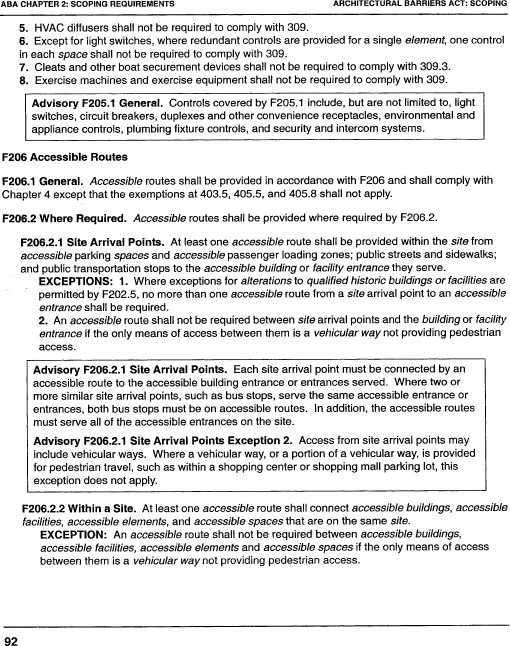 ABA CHAPTER 2: SCOPING REQUIREMENTS ARCHITECTURAL BARRIERS ACT: SCOPING
5. HVAC diffusers shall not be required to comply with 309.
6. Except for light switches, where redundant controls are provided for a single element, one control
in each space shall not be required to comply with 309.
7. Cleats and other boat securement devices shall not be required to comply with 309.3.
8. Exercise machines and exercise equipment shall not be required to comply with 309.
Advisory F205.1 General. Controls covered by F205.1 include, but are not limited to, light
switches, circuit breakers, duplexes and other convenience receptacles, environmental and
appliance controls, plumbing fixture controls, and security and intercom systems.
F206 Accessible Routes
F206.1 General. Accessible routes shall be provided in accordance with F206 and shall comply with
Chapter 4 except that the exemptions at 403.5, 405.5, and 405.8 shall not apply.
F206.2 Where Required. Accessible routes shall be provided where required by F206.2.
F206.2.1 Site Arrival Points. At least one accessible route shall be provided within the site from
accessible parking spaces and accessible passenger loading zones; public streets and sidewalks;
and public transportation stops to the accessible building or facility entrance they serve.
EXCEPTIONS: 1. Where exceptions for alterations to qualified historic buildings or facilities are
permitted by F202.5, no more than one accessible route from a site arrival point to an accessible
entrance shall be required.
2. An accessible route shall not be required between site arrival points and the building or facility
entrance if the only means of access between them is a vehicular way not providing pedestrian
access.
Advisory F206.2.1 Site Arrival Points. Each site arrival point must be connected by an
accessible route to the accessible building entrance or entrances served. Where two or
more similar site arrival points, such as bus stops, serve the same accessible entrance or
entrances, both bus stops must be on accessible routes. In addition, the accessible routes
must serve all of the accessible entrances on the site.
Advisory F206.2.1 Site Arrival Points Exception 2. Access from site arrival points may
include vehicular ways. Where a vehicular way, or a portion of a vehicular way, is provided
for pedestrian travel, such as within a shopping center or shopping mall parking lot, this
exception does not apply.
F206.2.2 Within a Site. At least one accessible route shall connect accessible buildings, accessible
facilities, accessible elements, and accessible spaces that are on the same site.
EXCEPTION: An accessible route shall not be required between accessible buildings,
accessible facilities, accessible elements and accessible spaces if the only means of access
between them is a vehicular way not providing pedestrian access.
92